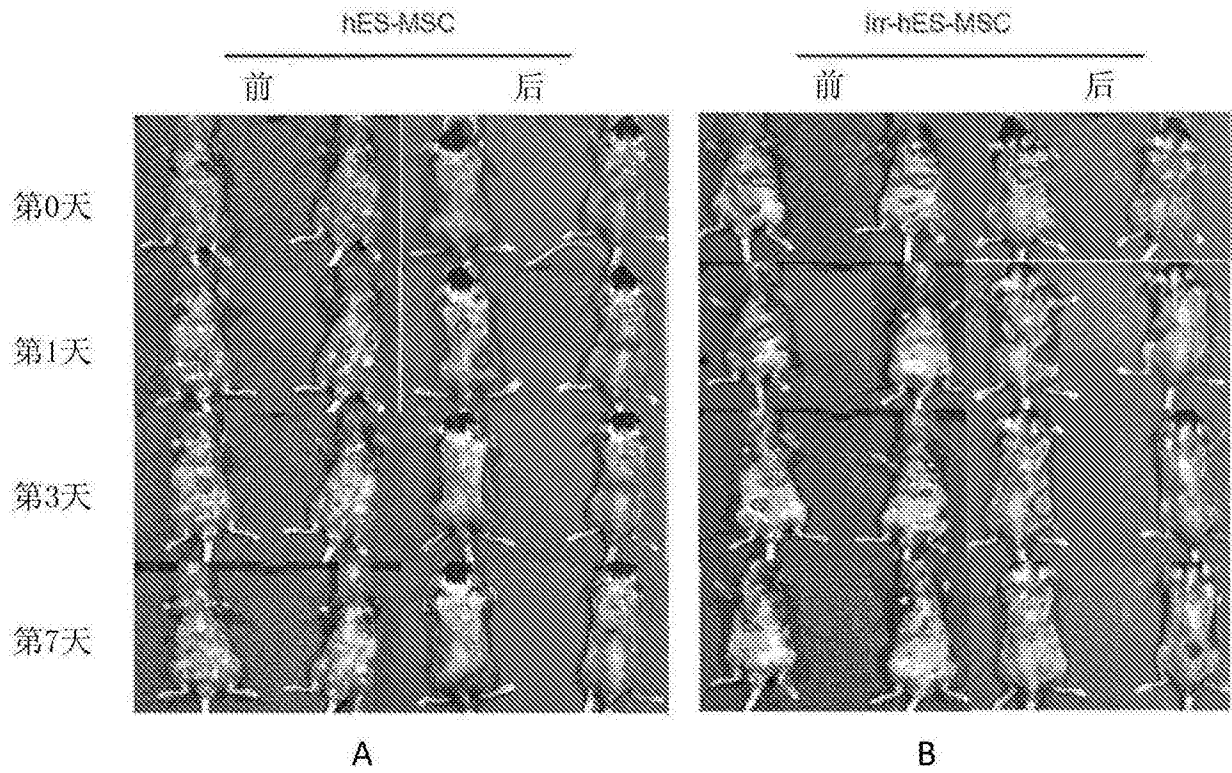 hES-MSC Irr-hES-MSC
前 后 前 后
第0天
第1天
第3天
第7天
A B